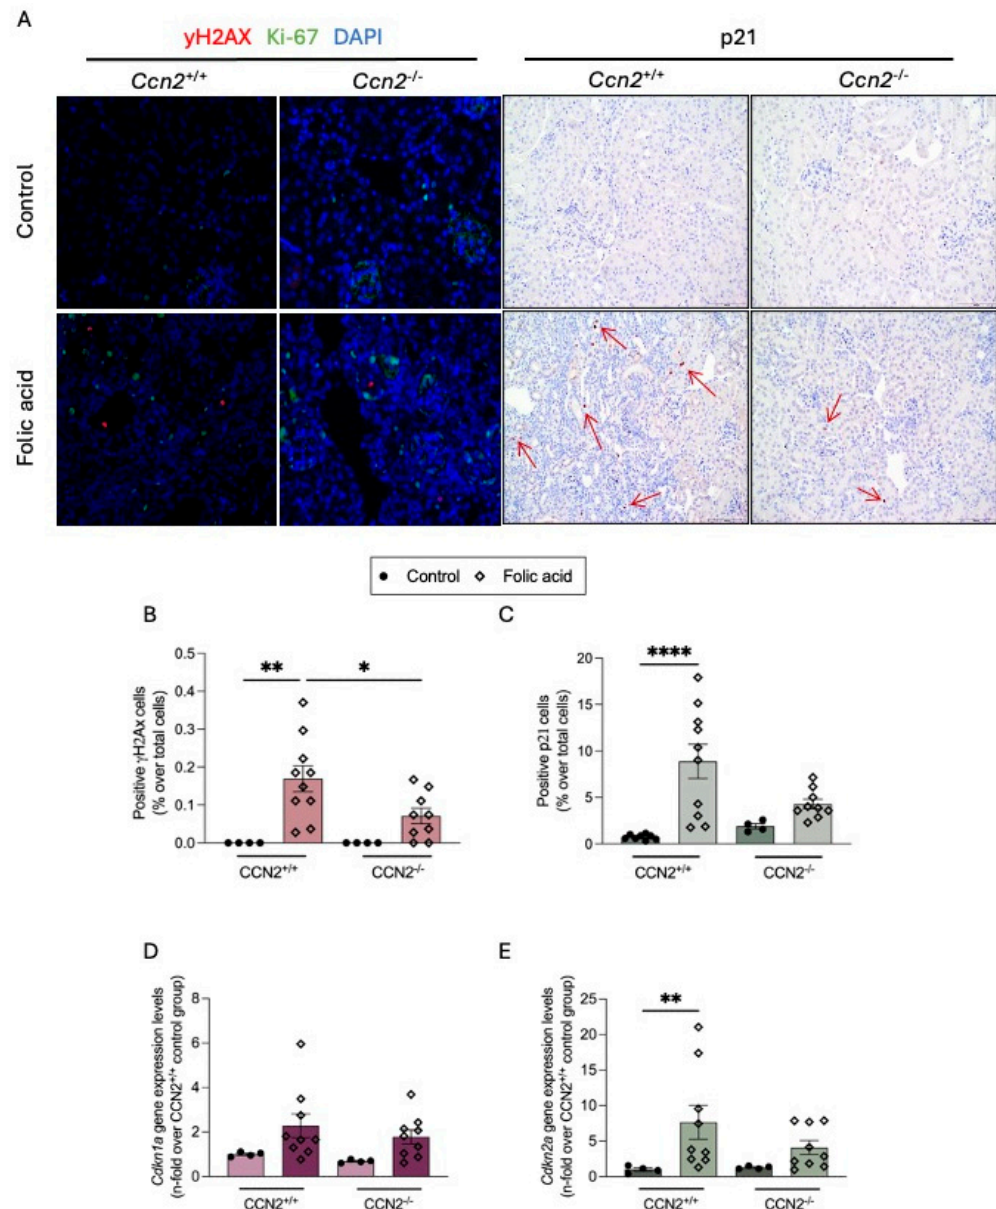 A
yH2AX Ki-67 DAPI
p21
Ccn2+/+
Ccn2-/-
Ccn2+/+
Ccn2-/-
Control
Folic acid
● Control ◇ Folic acid
B
Positive γH2Ax cells
(% over total cells)
0.5
0.4
0.3
0.2
0.1
0.0
**
*
CCN2+/+
CCN2-/-
C
Positive p21 cells
(% over total cells)
20
15
10
5
0
****
CCN2+/+
CCN2-/-
D
Cdkn1a gene expression levels
(n-fold over CCN2+/+ control group)
8
6
4
2
0
CCN2+/+
CCN2-/-
E
Cdkn2a gene expression levels
(n-fold over CCN2+/+ control group)
25
20
15
10
5
0
**
CCN2+/+
CCN2-/-